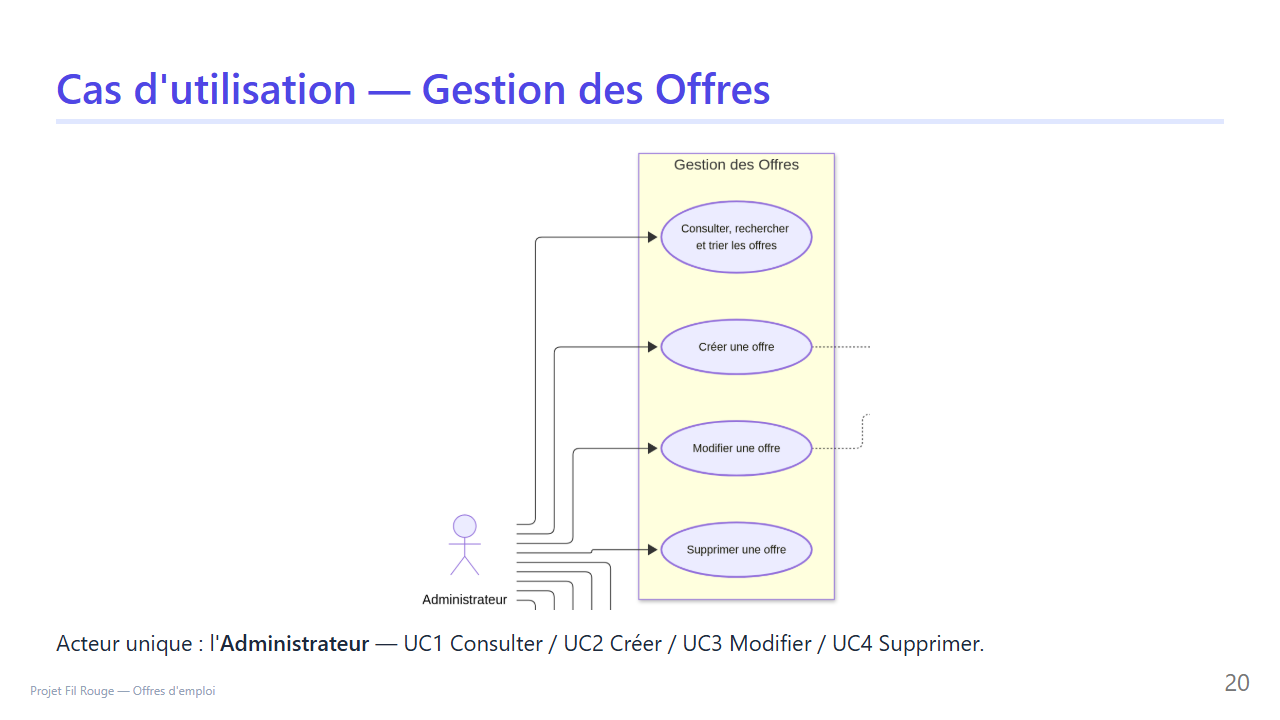 Cas d'utilisation — Gestion des Offres
Gestion des Offres
Consulter, rechercher
et trier les offres
Créer une offre
Modifier une offre
Supprimer une offre
Administrateur
Acteur unique : l'Administrateur — UC1 Consulter / UC2 Créer / UC3 Modifier / UC4 Supprimer.
Projet Fil Rouge — Offres d'emploi
20